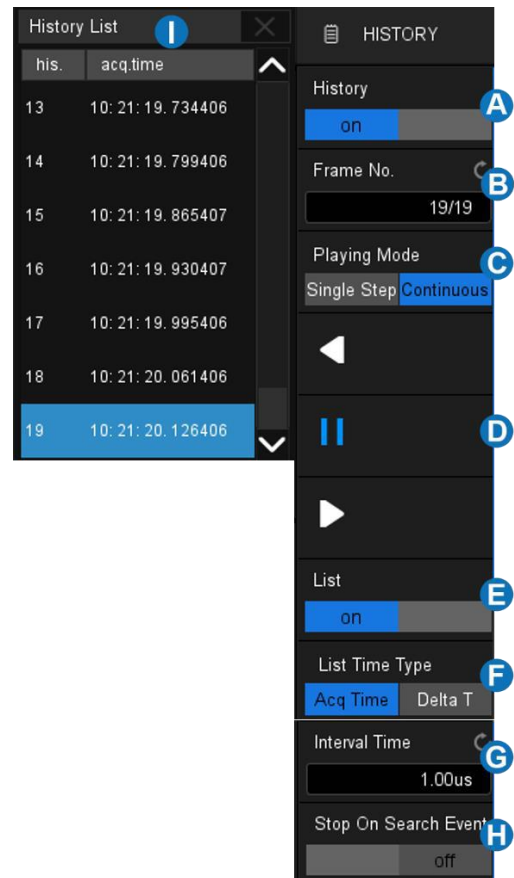 History List
I
his. acq.time
13 10: 21: 19. 734406
14 10: 21: 19. 799406
15 10: 21: 19. 865407
16 10: 21: 19. 930407
17 10: 21: 19. 995406
18 10: 21: 20. 061406
19 10: 21: 20. 126406
HISTORY
History
A
on
Frame No.
B
19/19
Playing Mode
C
Single Step Continuous
D
List
E
on
List Time Type
F
Acq Time Delta T
Interval Time
G
1.00us
Stop On Search Event
H
off